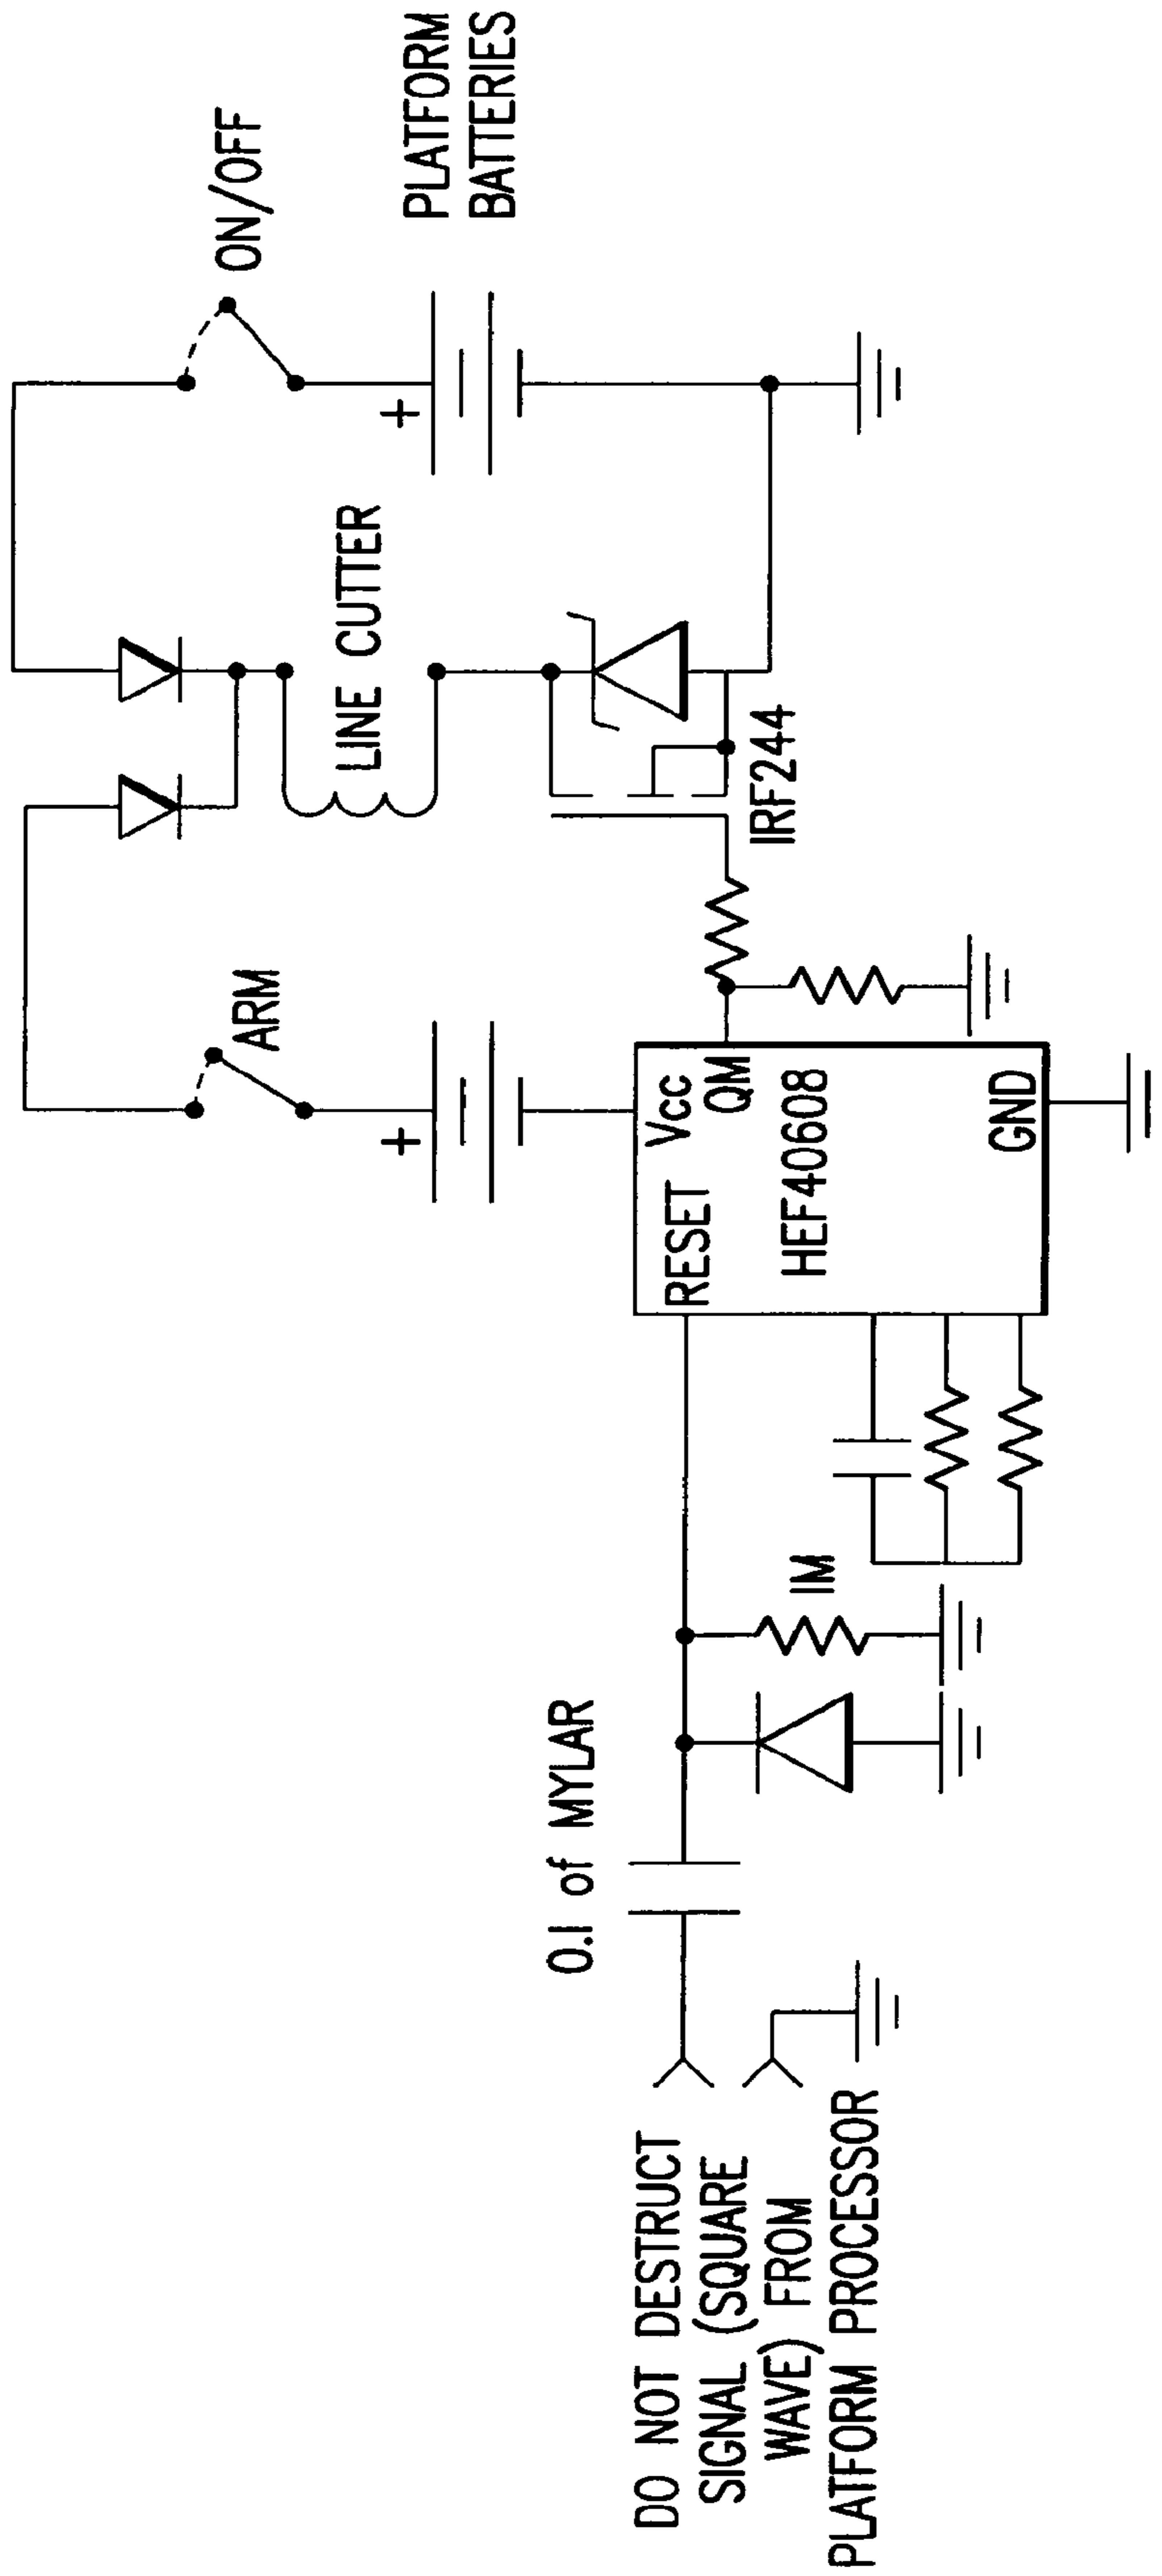 ON/OFF
PLATFORM
BATTERIES
+
LINE CUTTER
IRF244
ARM
+
Vcc
QM
RESET
HEF40608
GND
1M
0.1 of MYLAR
DO NOT DESTRUCT
SIGNAL (SQUARE
WAVE) FROM
PLATFORM PROCESSOR